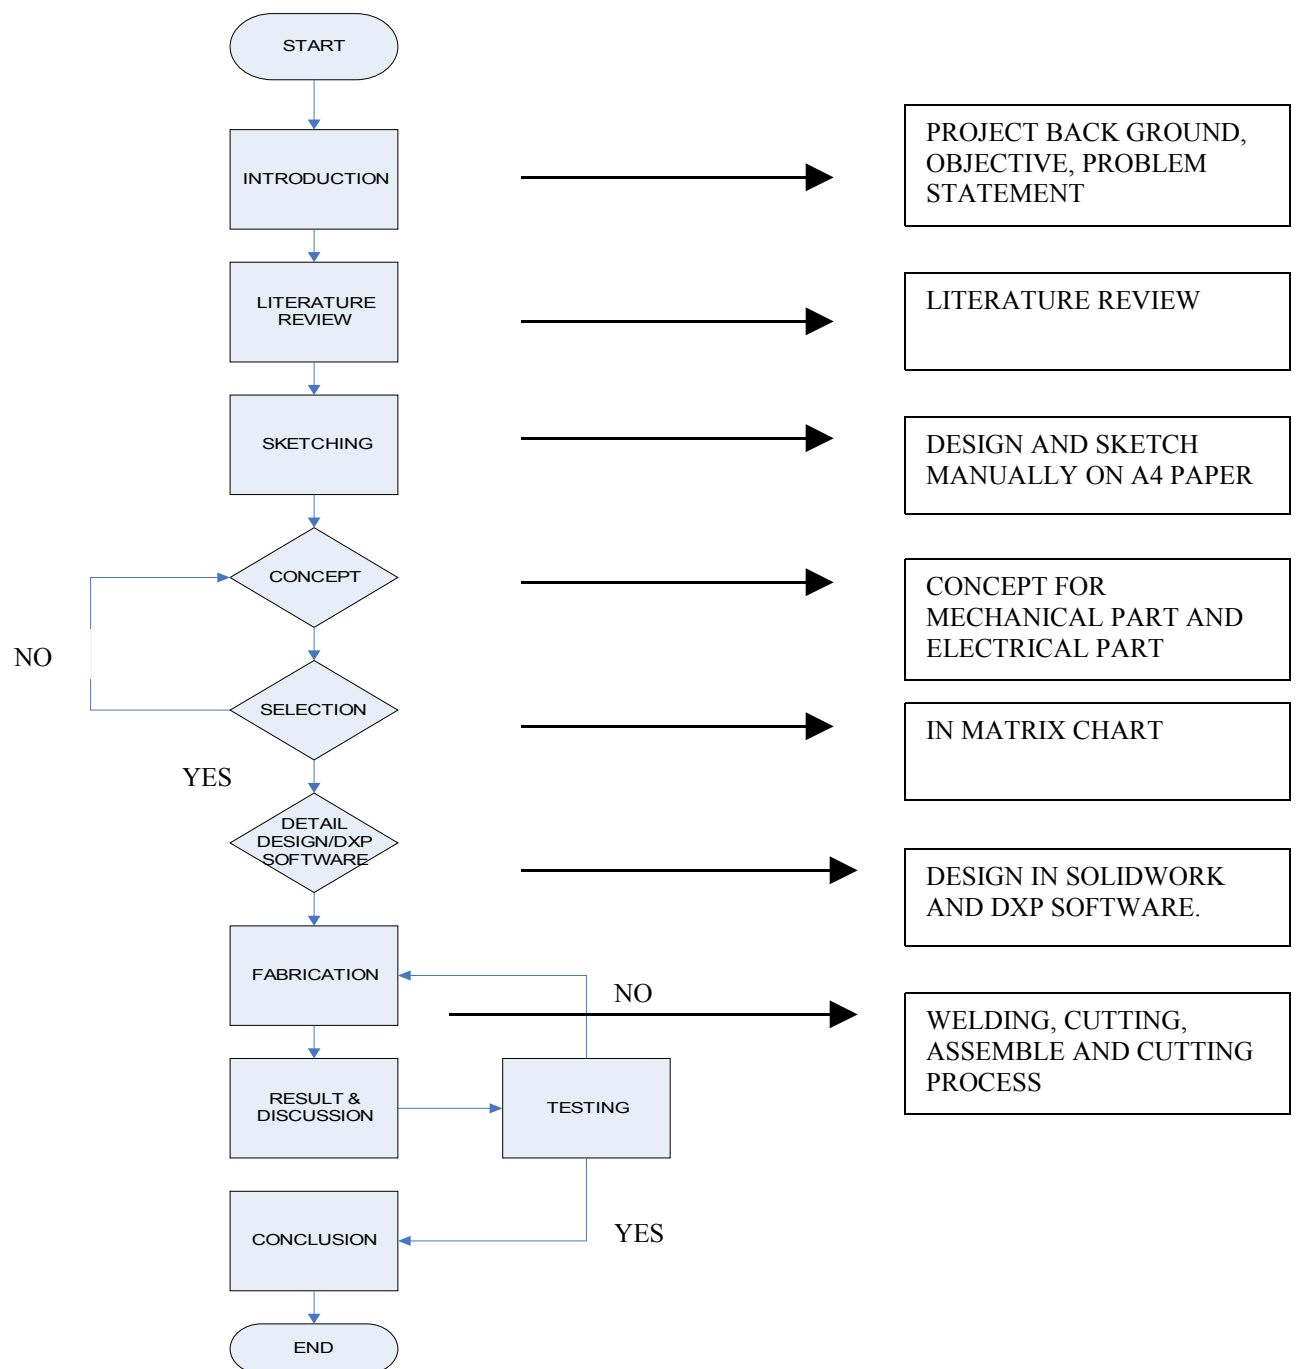 START
INTRODUCTION
PROJECT BACK GROUND,
OBJECTIVE, PROBLEM
STATEMENT
LITERATURE
REVIEW
LITERATURE REVIEW
SKETCHING
DESIGN AND SKETCH
MANUALLY ON A4 PAPER
CONCEPT
CONCEPT FOR
MECHANICAL PART AND
ELECTRICAL PART
NO
SELECTION
IN MATRIX CHART
YES
DETAIL
DESIGN/DXP
SOFTWARE
DESIGN IN SOLIDWORK
AND DXP SOFTWARE.
FABRICATION
NO
WELDING, CUTTING,
ASSEMBLE AND CUTTING
PROCESS
RESULT &
DISCUSSION
TESTING
CONCLUSION
YES
END